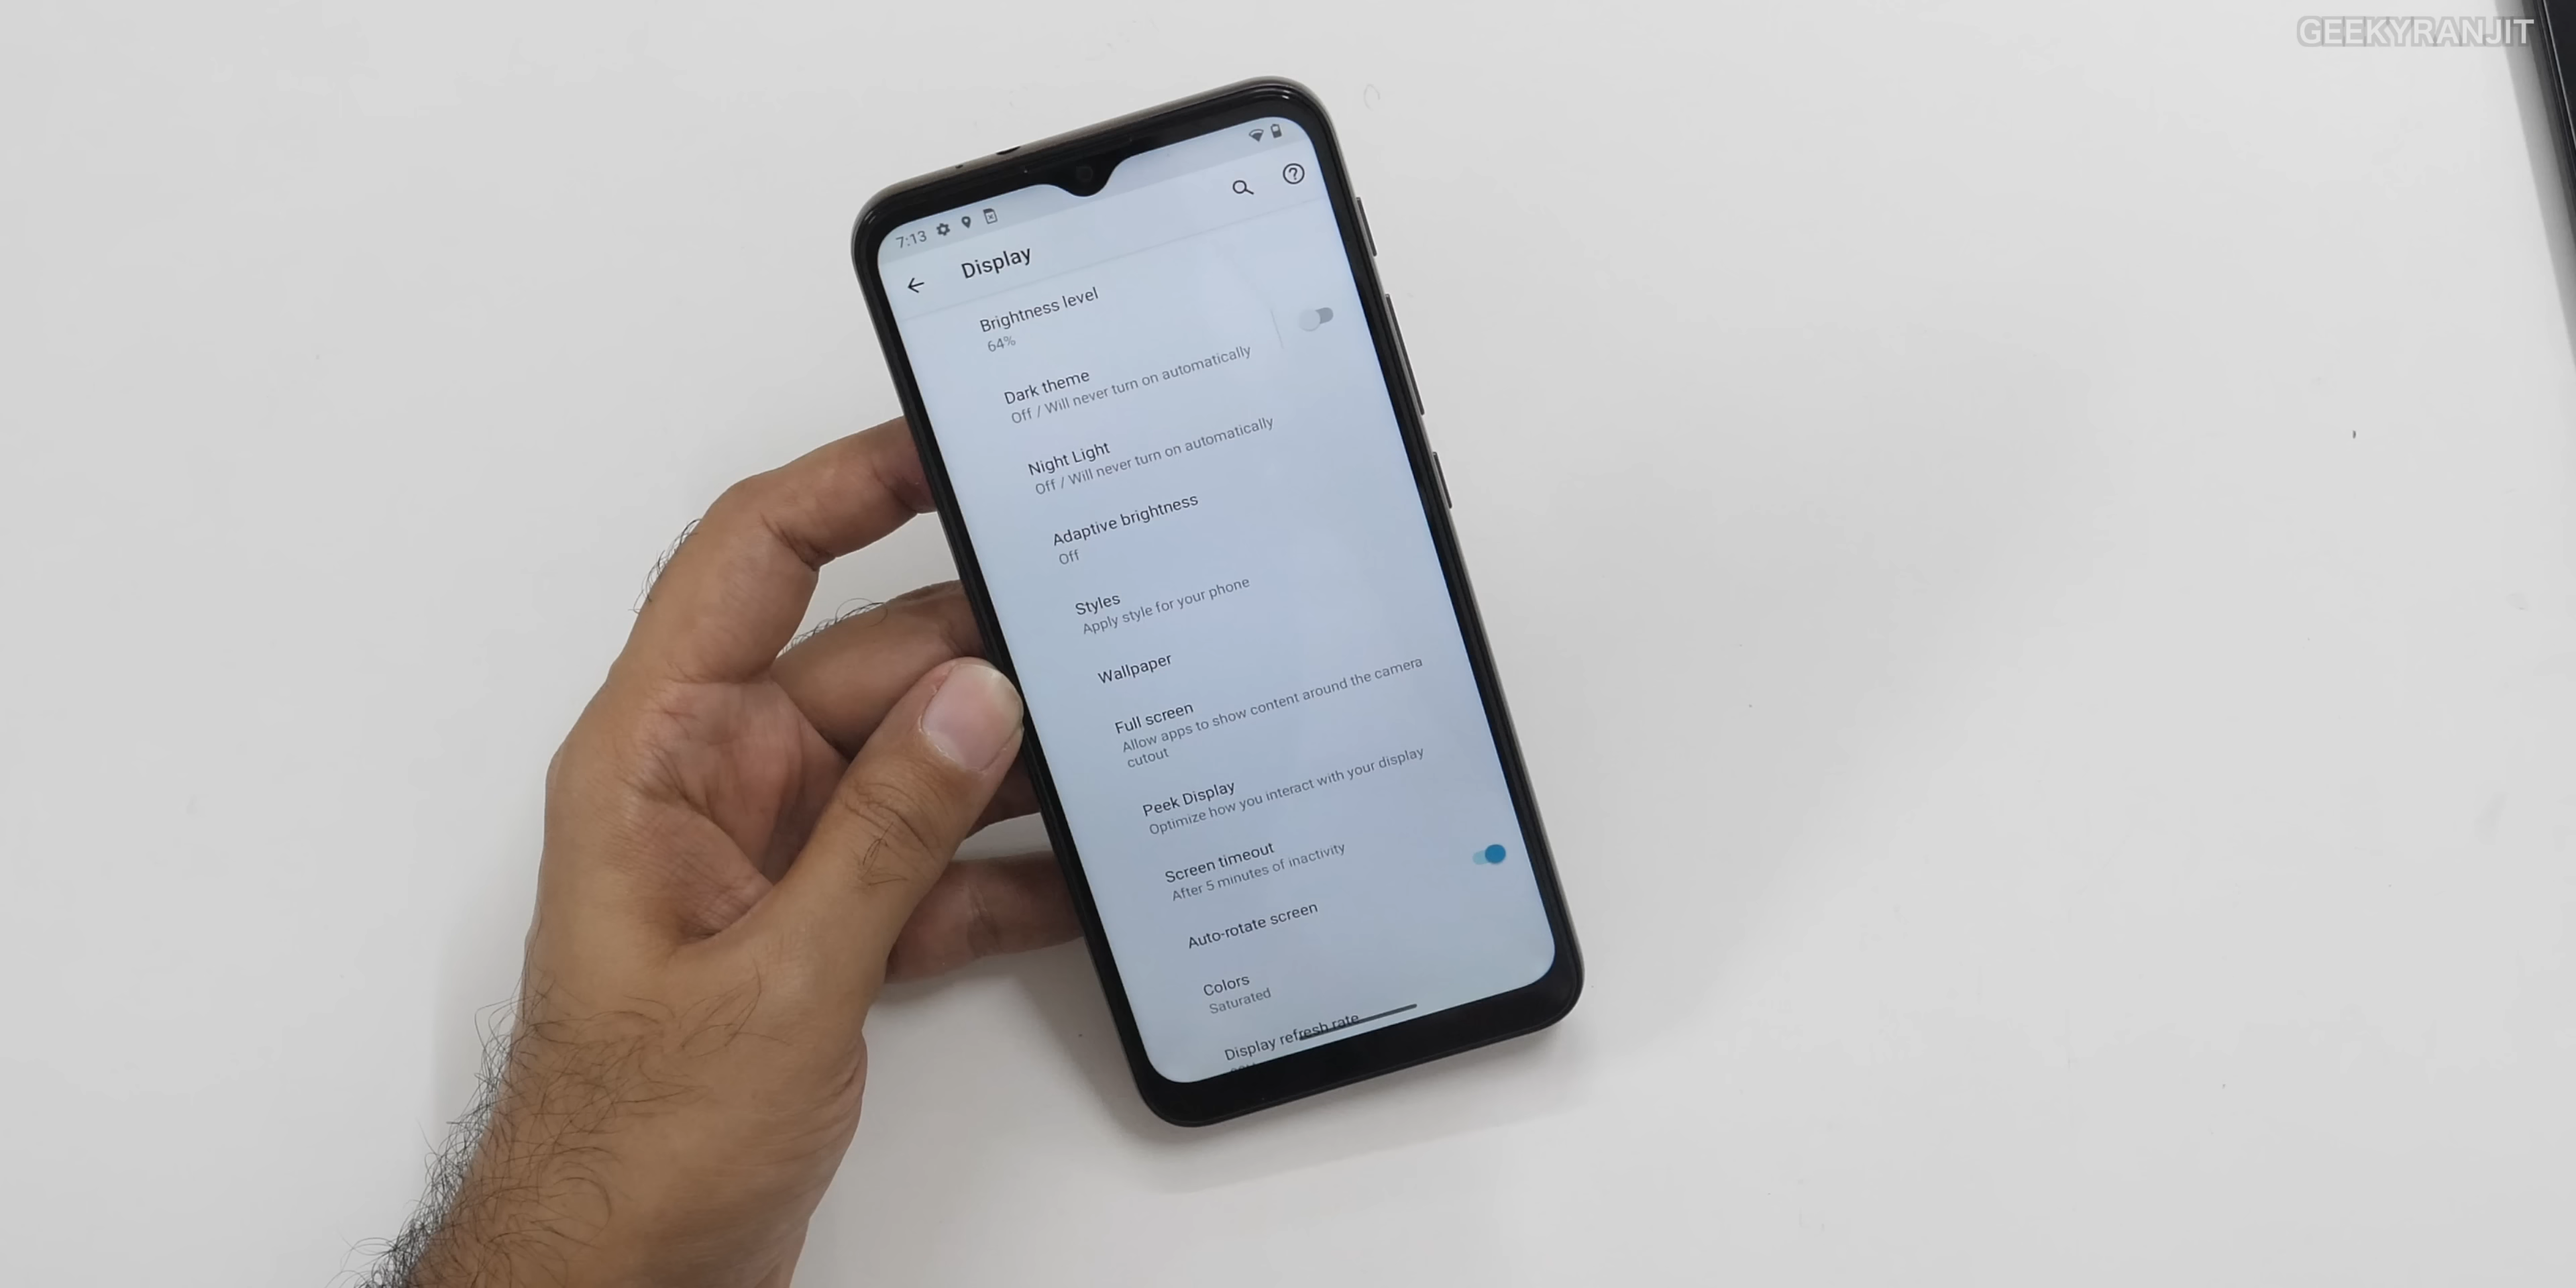 GEEKYRANJIT
7:13
Display
Brightness level
64%
Dark theme
Off / Will never turn on automatically
Night Light
Off / Will never turn on automatically
Adaptive brightness
Off
Styles
Apply style for your phone
Wallpaper
Full screen
Allow apps to show content around the camera
cutout
Peek Display
Optimize how you interact with your display
Screen timeout
After 5 minutes of inactivity
Auto-rotate screen
Colors
Saturated
Display refresh rate